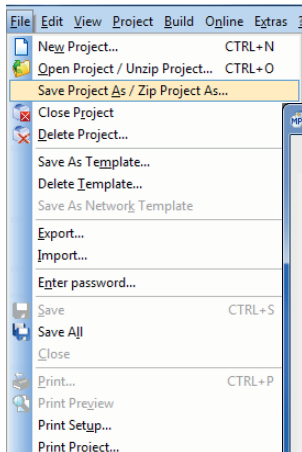 File Edit View Project Build Online Extras
New Project... CTRL+N
Open Project / Unzip Project... CTRL+O
Save Project As / Zip Project As...
Close Project
Delete Project...
Save As Template...
Delete Template...
Save As Network Template
Export...
Import...
Enter password...
Save CTRL+S
Save All
Close
Print... CTRL+P
Print Preview
Print Setup...
Print Project...